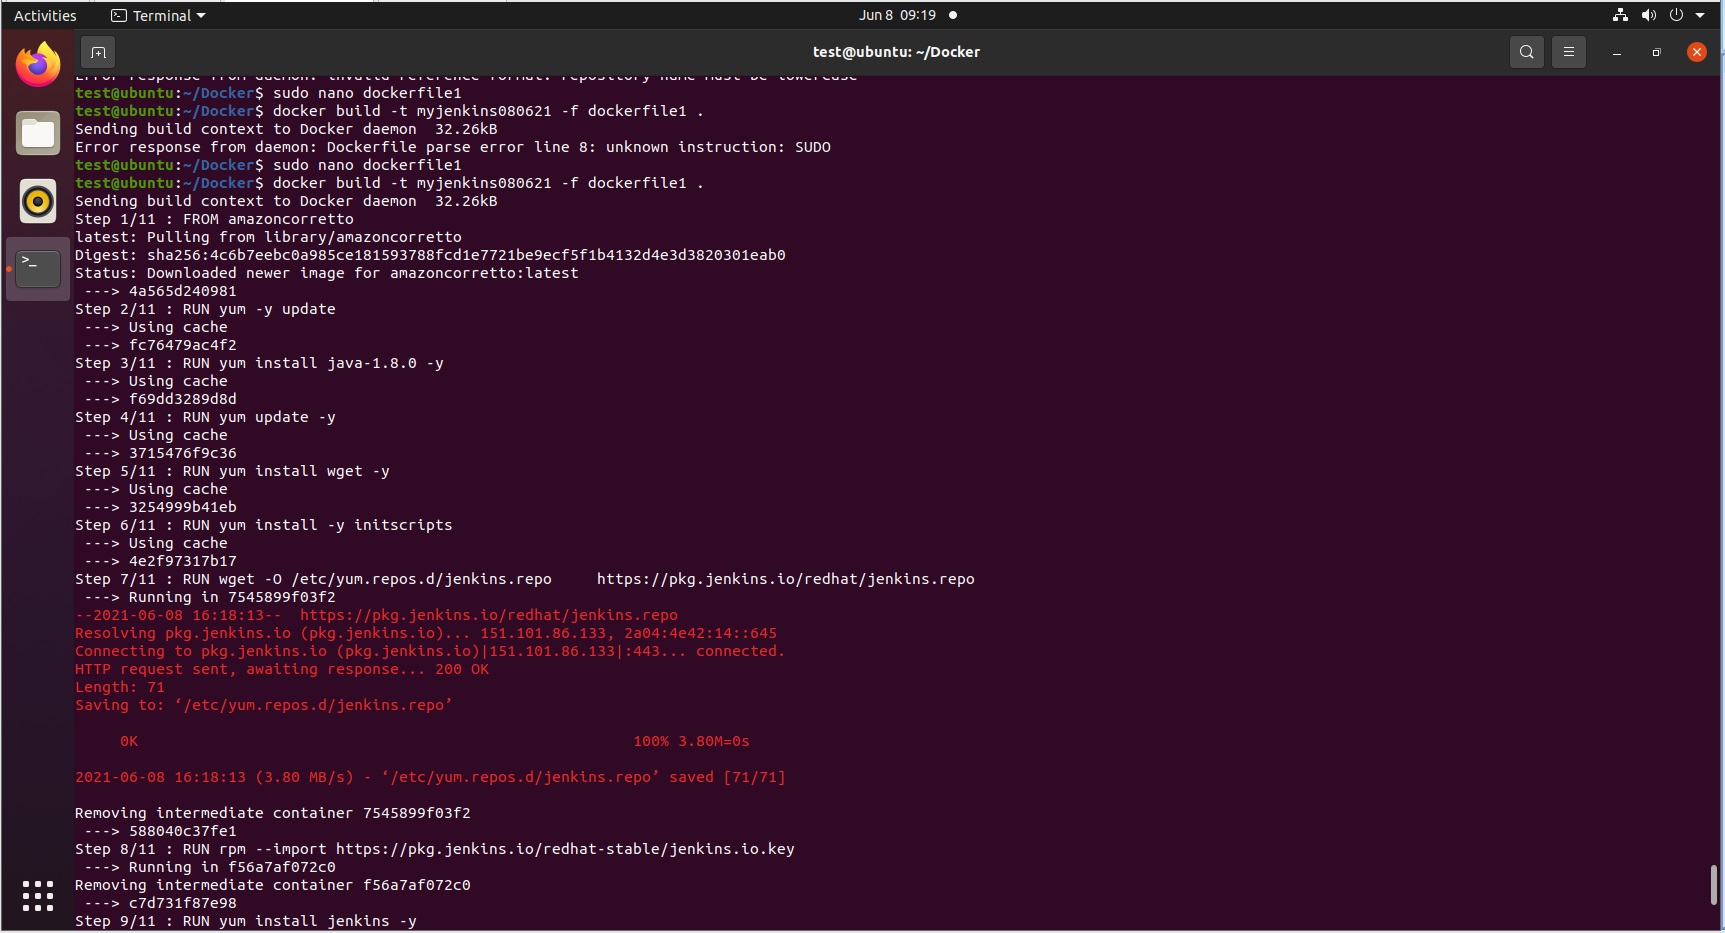 Activities
Terminal
Jun 8 09:19
test@ubuntu: ~/Docker
Error response from daemon: invalid reference format: repository name must be lowercase
test@ubuntu:~/Docker$ sudo nano dockerfile1
test@ubuntu:~/Docker$ docker build -t myjenkins080621 -f dockerfile1 .
Sending build context to Docker daemon  32.26kB
Error response from daemon: Dockerfile parse error line 8: unknown instruction: SUDO
test@ubuntu:~/Docker$ sudo nano dockerfile1
test@ubuntu:~/Docker$ docker build -t myjenkins080621 -f dockerfile1 .
Sending build context to Docker daemon  32.26kB
Step 1/11 : FROM amazoncorretto
latest: Pulling from library/amazoncorretto
Digest: sha256:4c6b7eebc0a985ce181593788fcd1e7721be9ecf5f1b4132d4e3d3820301eab0
Status: Downloaded newer image for amazoncorretto:latest
 ---> 4a565d240981
Step 2/11 : RUN yum -y update
 ---> Using cache
 ---> fc76479ac4f2
Step 3/11 : RUN yum install java-1.8.0 -y
 ---> Using cache
 ---> f69dd3289d8d
Step 4/11 : RUN yum update -y
 ---> Using cache
 ---> 3715476f9c36
Step 5/11 : RUN yum install wget -y
 ---> Using cache
 ---> 3254999b41eb
Step 6/11 : RUN yum install -y initscripts
 ---> Using cache
 ---> 4e2f97317b17
Step 7/11 : RUN wget -O /etc/yum.repos.d/jenkins.repo     https://pkg.jenkins.io/redhat/jenkins.repo
 ---> Running in 7545899f03f2
--2021-06-08 16:18:13--  https://pkg.jenkins.io/redhat/jenkins.repo
Resolving pkg.jenkins.io (pkg.jenkins.io)... 151.101.86.133, 2a04:4e42:14::645
Connecting to pkg.jenkins.io (pkg.jenkins.io)|151.101.86.133|:443... connected.
HTTP request sent, awaiting response... 200 OK
Length: 71
Saving to: ‘/etc/yum.repos.d/jenkins.repo’
     0K                                                       100% 3.80M=0s
2021-06-08 16:18:13 (3.80 MB/s) - ‘/etc/yum.repos.d/jenkins.repo’ saved [71/71]
Removing intermediate container 7545899f03f2
 ---> 588040c37fe1
Step 8/11 : RUN rpm --import https://pkg.jenkins.io/redhat-stable/jenkins.io.key
 ---> Running in f56a7af072c0
Removing intermediate container f56a7af072c0
 ---> c7d731f87e98
Step 9/11 : RUN yum install jenkins -y